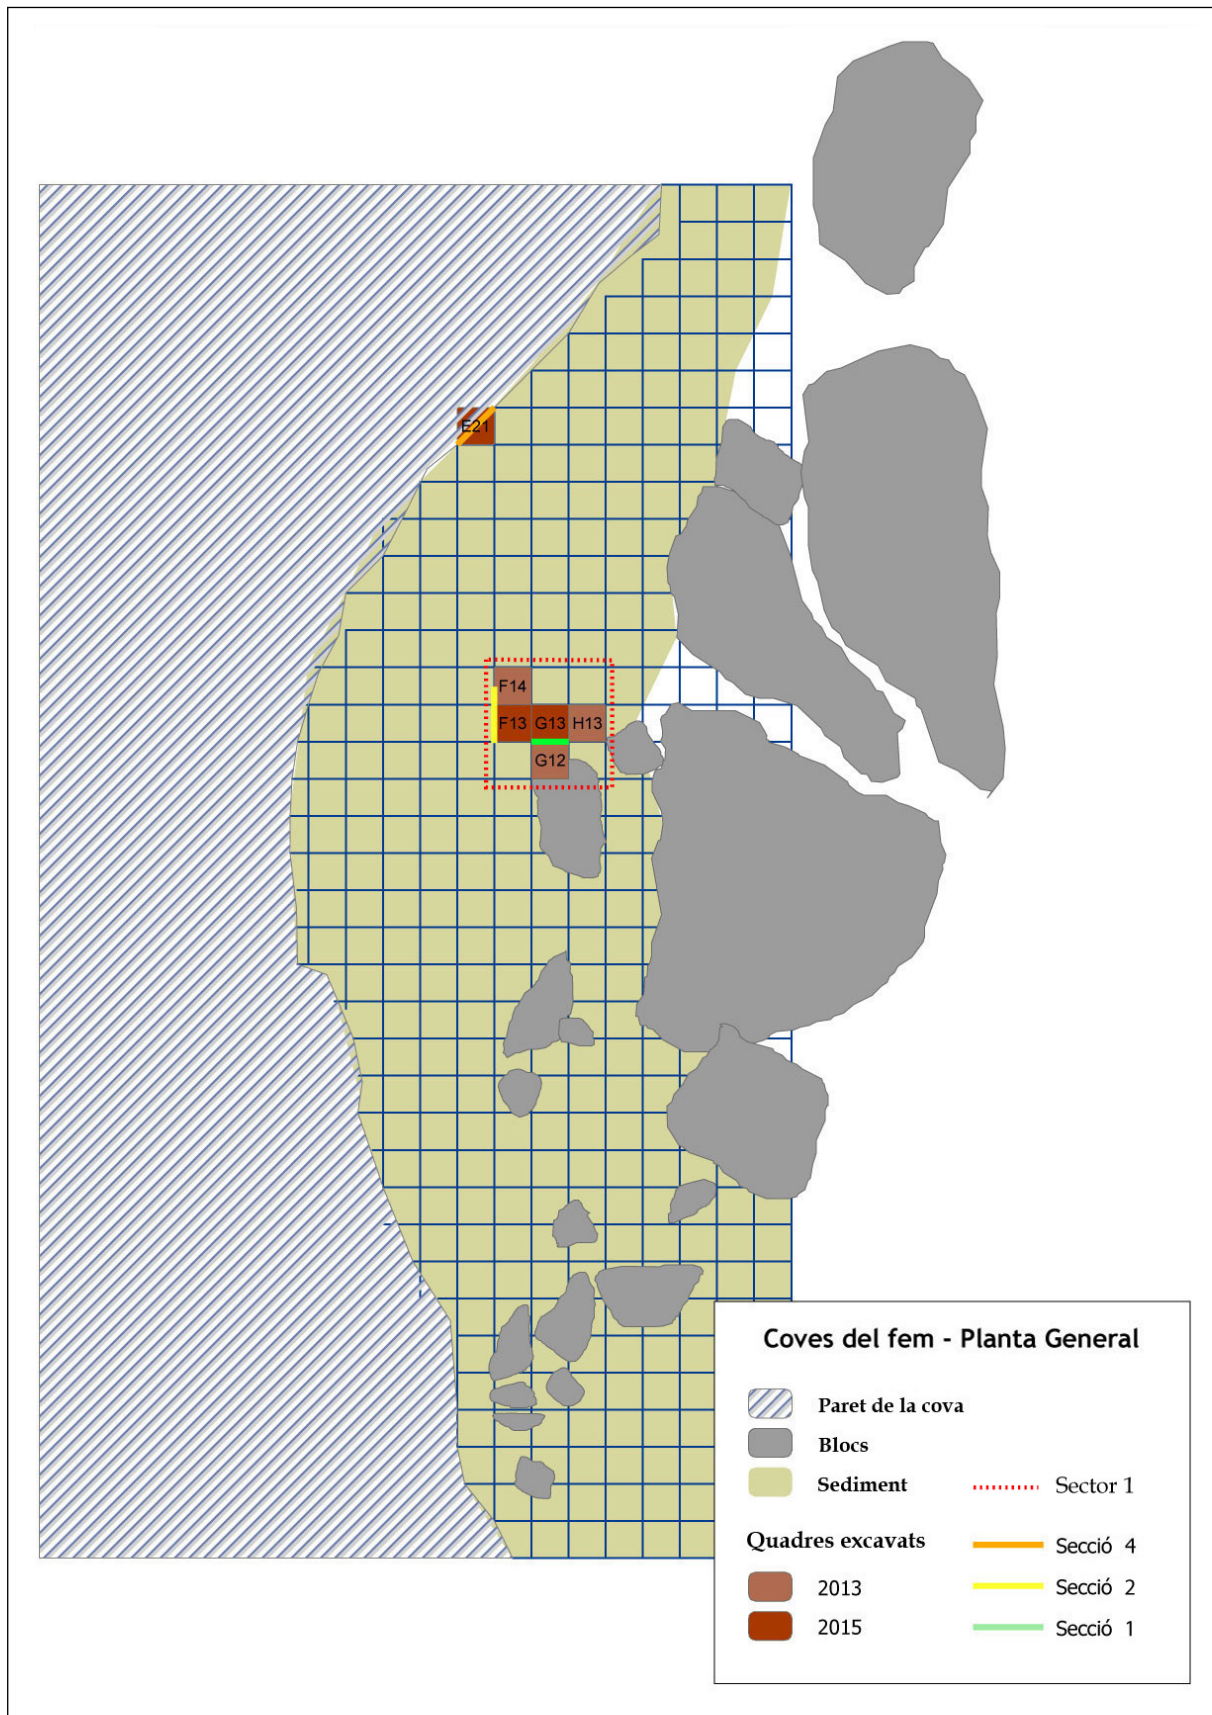 E21
F14
F13 G13 H13
G12
Coves del fem - Planta General
Paret de la cova
Blocs
Sediment
Sector 1
Quadres excavats
Secció 4
2013
Secció 2
2015
Secció 1